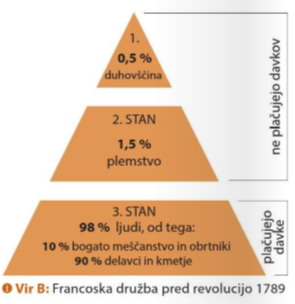 1.
0,5 %
duhovščina
2. STAN
1,5 %
plemstvo
ne plačujejo davkov
3. STAN
98 % ljudi, od tega:
10 % bogato meščanstvo in obrtniki
90 % delavci in kmetje
plačujejo
davke
Vir B: Francoska družba pred revolucijo 1789